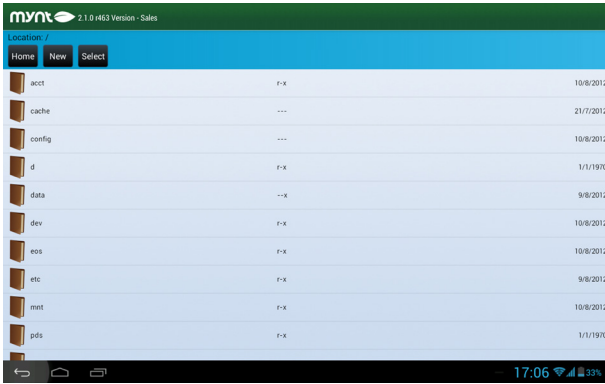 mynt 2.1.0 r463 Version - Sales
Location: /
Home New Select
acct r-x 10/8/2012
cache --- 21/7/2012
config --- 10/8/2012
d r-x 1/1/1970
data --x 9/8/2012
dev r-x 10/8/2012
eos r-x 10/8/2012
etc r-x 9/8/2012
mnt r-x 10/8/2012
pds r-x 1/1/1970
17:06 33%